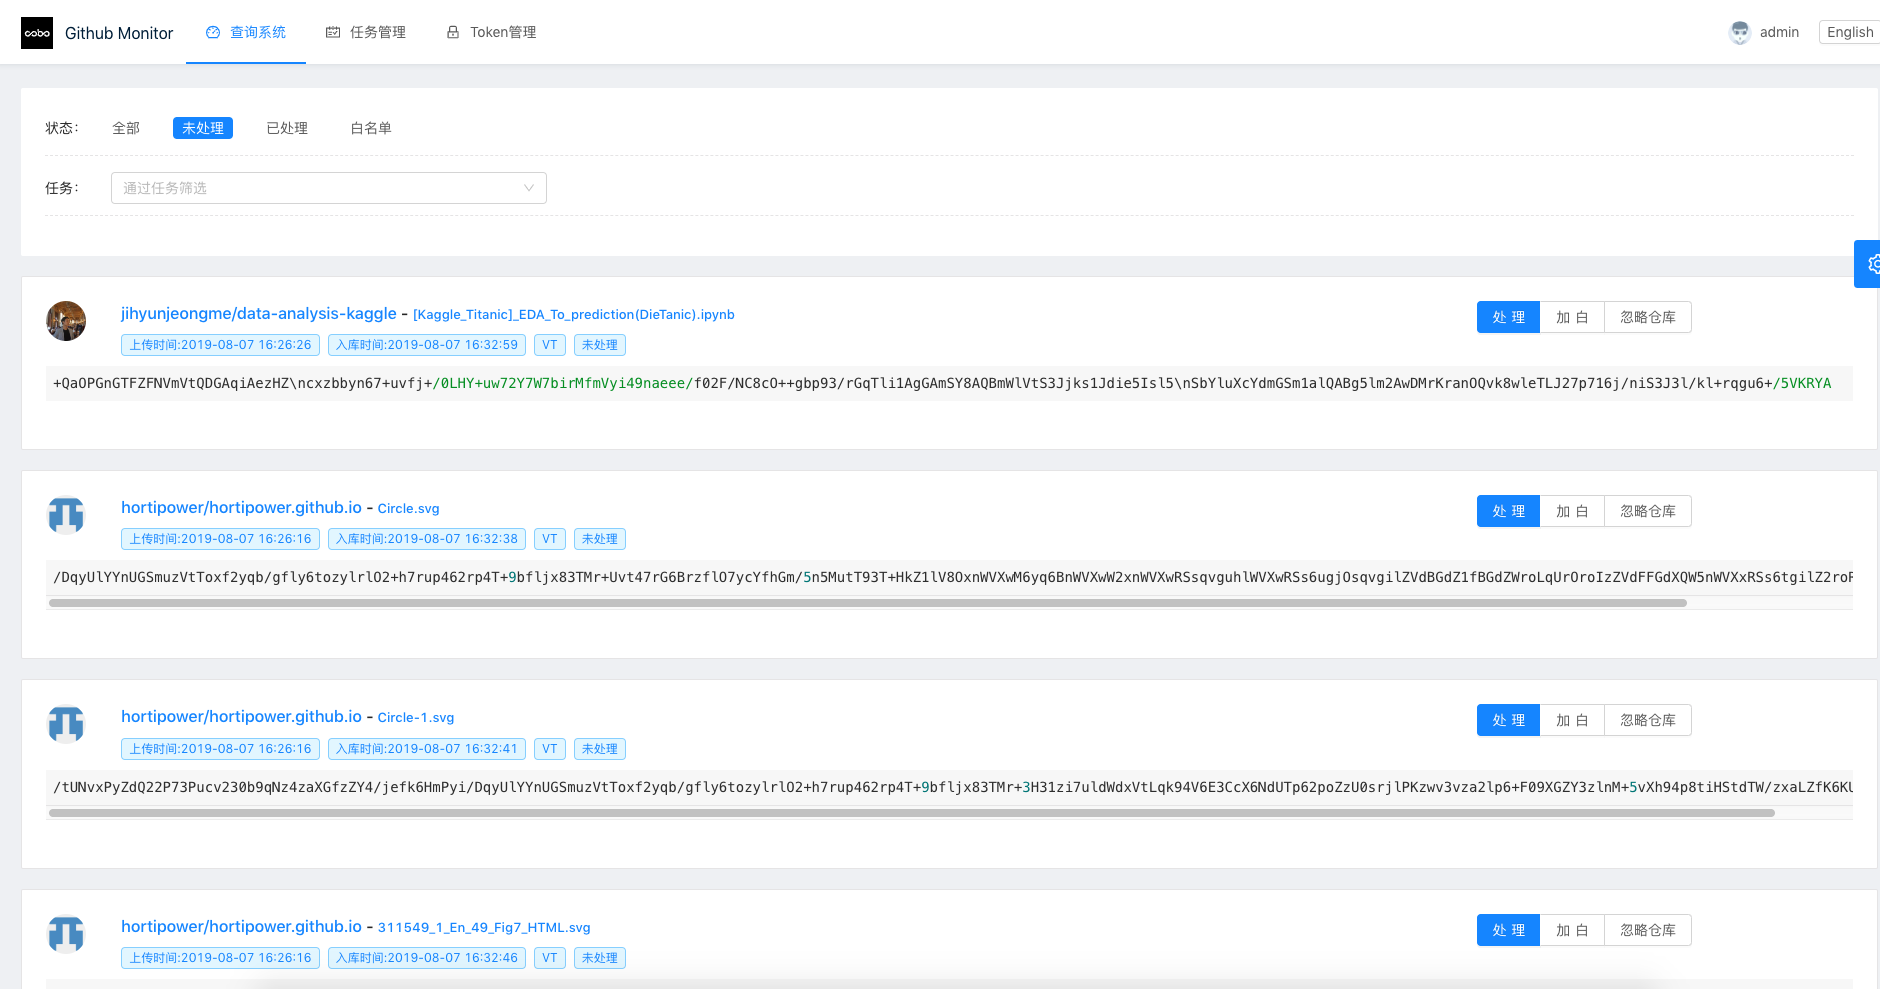 cobo Github Monitor 查询系统 任务管理 Token管理 admin English
状态： 全部 未处理 已处理 白名单
任务： 通过任务筛选
jihyunjeongme/data-analysis-kaggle - [Kaggle_Titanic]_EDA_To_prediction(DieTanic).ipynb 处 理 加 白 忽略仓库
上传时间:2019-08-07 16:26:26 入库时间:2019-08-07 16:32:59 VT 未处理
+QaOPGnGTFZFNVmVtQDGAqiAezHZ\ncxzbbyn67+uvfj+/0LHY+uw72Y7W7birMfmVyi49naeee/f02F/NC8cO++gbp93/rGqTli1AgGAmSY8AQBmWlVtS3Jjks1Jdie5Isl5\nSbYluXcYdmGSm1alQABg5lm2AwDMrKranOQvk8wleTLJ27p716j/niS3J3l/kl+rqgu6+/5VKRYA
hortipower/hortipower.github.io - Circle.svg 处 理 加 白 忽略仓库
上传时间:2019-08-07 16:26:16 入库时间:2019-08-07 16:32:38 VT 未处理
/DqyUlYYnUGSmuzVtToxf2yqb/gfly6tozylrlO2+h7rup462rp4T+9bfljx83TMr+Uvt47rG6BrzflO7ycYfhGm/5n5MutT93T+HkZ1lV8OxnWVXwM6yq6BnWVXwW2xnWVXwRSsqvguhlWVXwRSs6ugjOsqvgilZVdBGdZ1fBGdZWroLqUrOroIzZVdFFGdXQW5nWVXxRSs6tgilZ2roF
hortipower/hortipower.github.io - Circle-1.svg 处 理 加 白 忽略仓库
上传时间:2019-08-07 16:26:16 入库时间:2019-08-07 16:32:41 VT 未处理
/tUNvxPyZdQ22P73Pucv230b9qNz4zaXGfzZY4/jefk6HmPyi/DqyUlYYnUGSmuzVtToxf2yqb/gfly6tozylrlO2+h7rup462rp4T+9bfljx83TMr+3H31zi7uldWdxVtLqk94V6E3CcX6NdUTp62poZzU0srjlPKzwv3vza2lp6+F09XGZY3zlnM+5vXh94p8tiHStdTW/zxaLZfK6KU
hortipower/hortipower.github.io - 311549_1_En_49_Fig7_HTML.svg 处 理 加 白 忽略仓库
上传时间:2019-08-07 16:26:16 入库时间:2019-08-07 16:32:46 VT 未处理